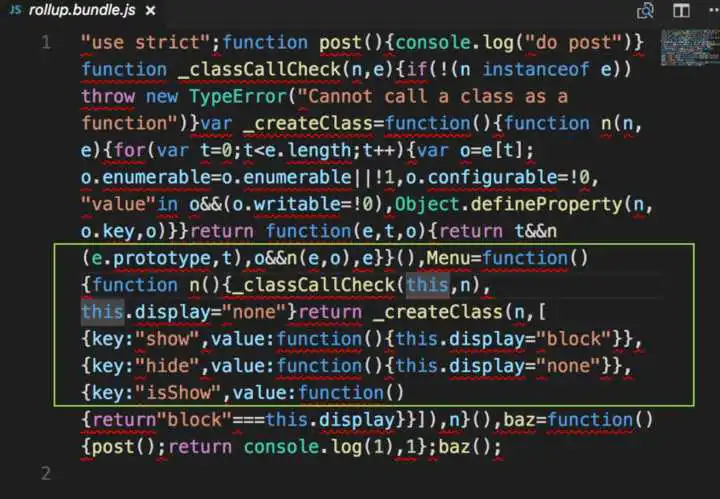 JS rollup.bundle.js ×
1 "use strict";function post(){console.log("do post")}
function _classCallCheck(n,e){if(!(n instanceof e))
throw new TypeError("Cannot call a class as a
function")}var _createClass=function(){function n(n,
e){for(var t=0;t<e.length;t++){var o=e[t];
o.enumerable=o.enumerable||!1,o.configurable=!0,
"value"in o&&(o.writable=!0),Object.defineProperty(n,
o.key,o)}}return function(e,t,o){return t&&n
(e.prototype,t),o&&n(e,o),e}}(),Menu=function()
{function n(){_classCallCheck(this,n),
this.display="none"}return _createClass(n,[
{key:"show",value:function(){this.display="block"}},
{key:"hide",value:function(){this.display="none"}},
{key:"isShow",value:function()
{return"block"===this.display}}]),n}(),baz=function()
{post();return console.log(1),1};baz();
2